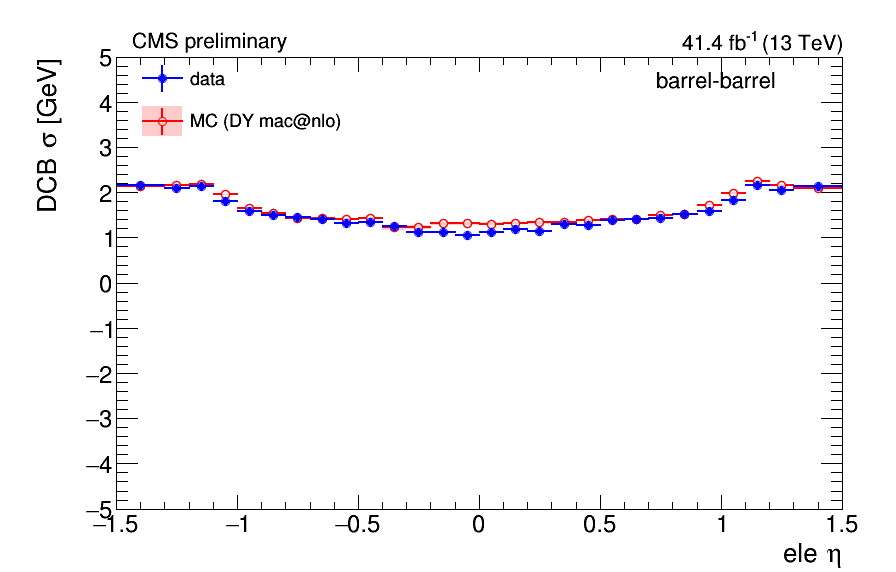 CMS preliminary
41.4 fb⁻¹ (13 TeV)
DCB σ [GeV]
data
MC (DY mac@nlo)
barrel-barrel
5
4
3
2
1
0
−1
−2
−3
−4
−5
−1.5 −1 −0.5 0 0.5 1 1.5
ele η